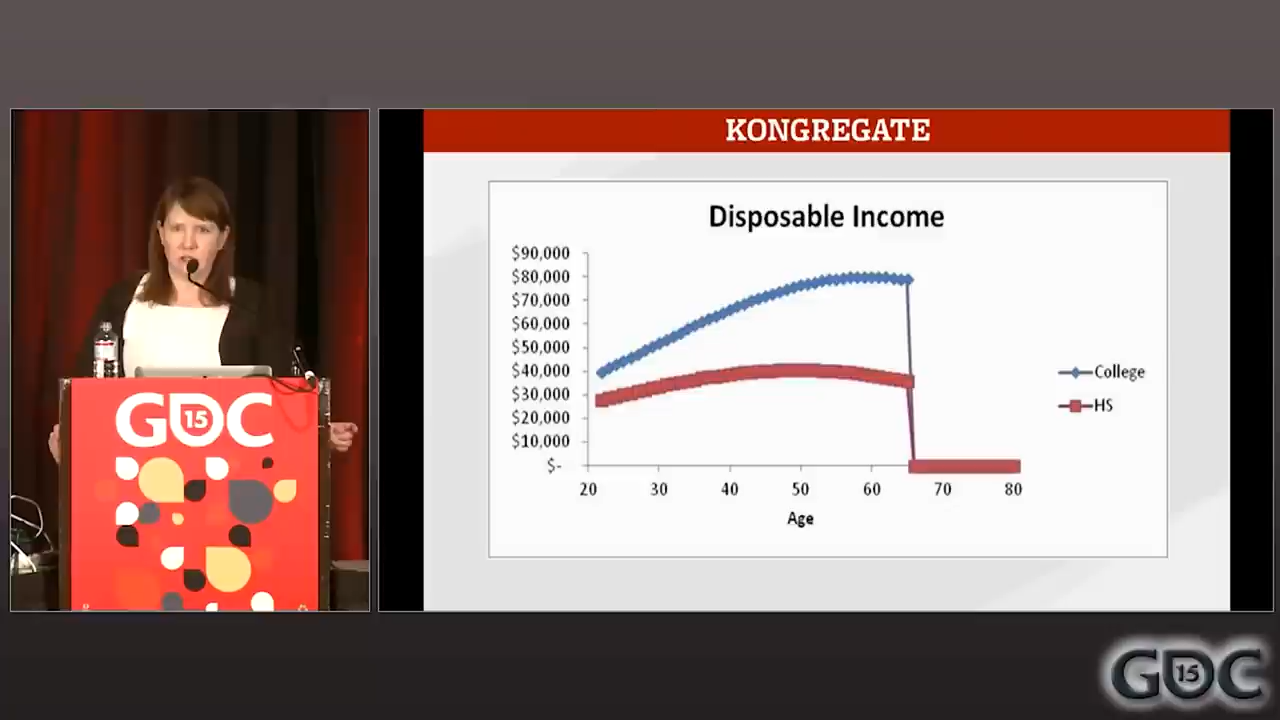 KONGREGATE
Disposable Income
$90,000
$80,000
$70,000
$60,000
$50,000
$40,000
$30,000
$20,000
$10,000
$-
20 30 40 50 60 70 80
Age
College
HS
GDC
15
GDC
15